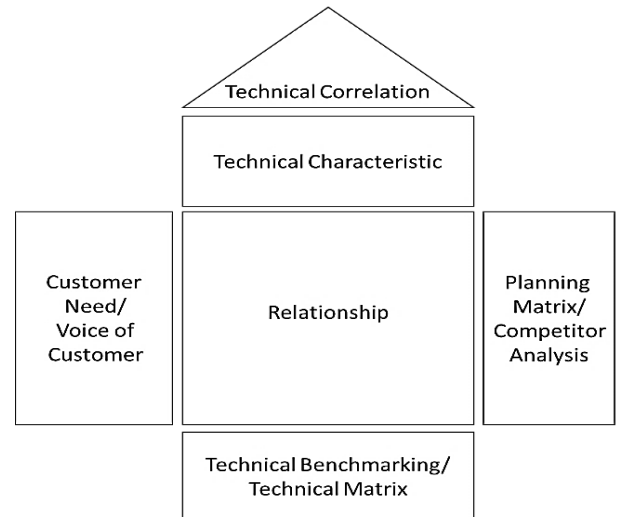 Technical Correlation
Technical Characteristic
Customer
Need/
Voice of
Customer
Relationship
Planning
Matrix/
Competitor
Analysis
Technical Benchmarking/
Technical Matrix